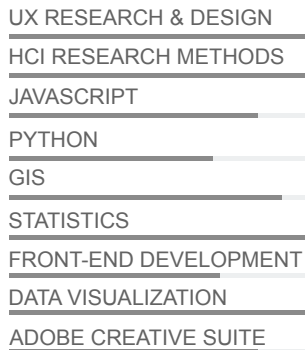 UX RESEARCH & DESIGN
HCI RESEARCH METHODS
JAVASCRIPT
PYTHON
GIS
STATISTICS
FRONT-END DEVELOPMENT
DATA VISUALIZATION
ADOBE CREATIVE SUITE